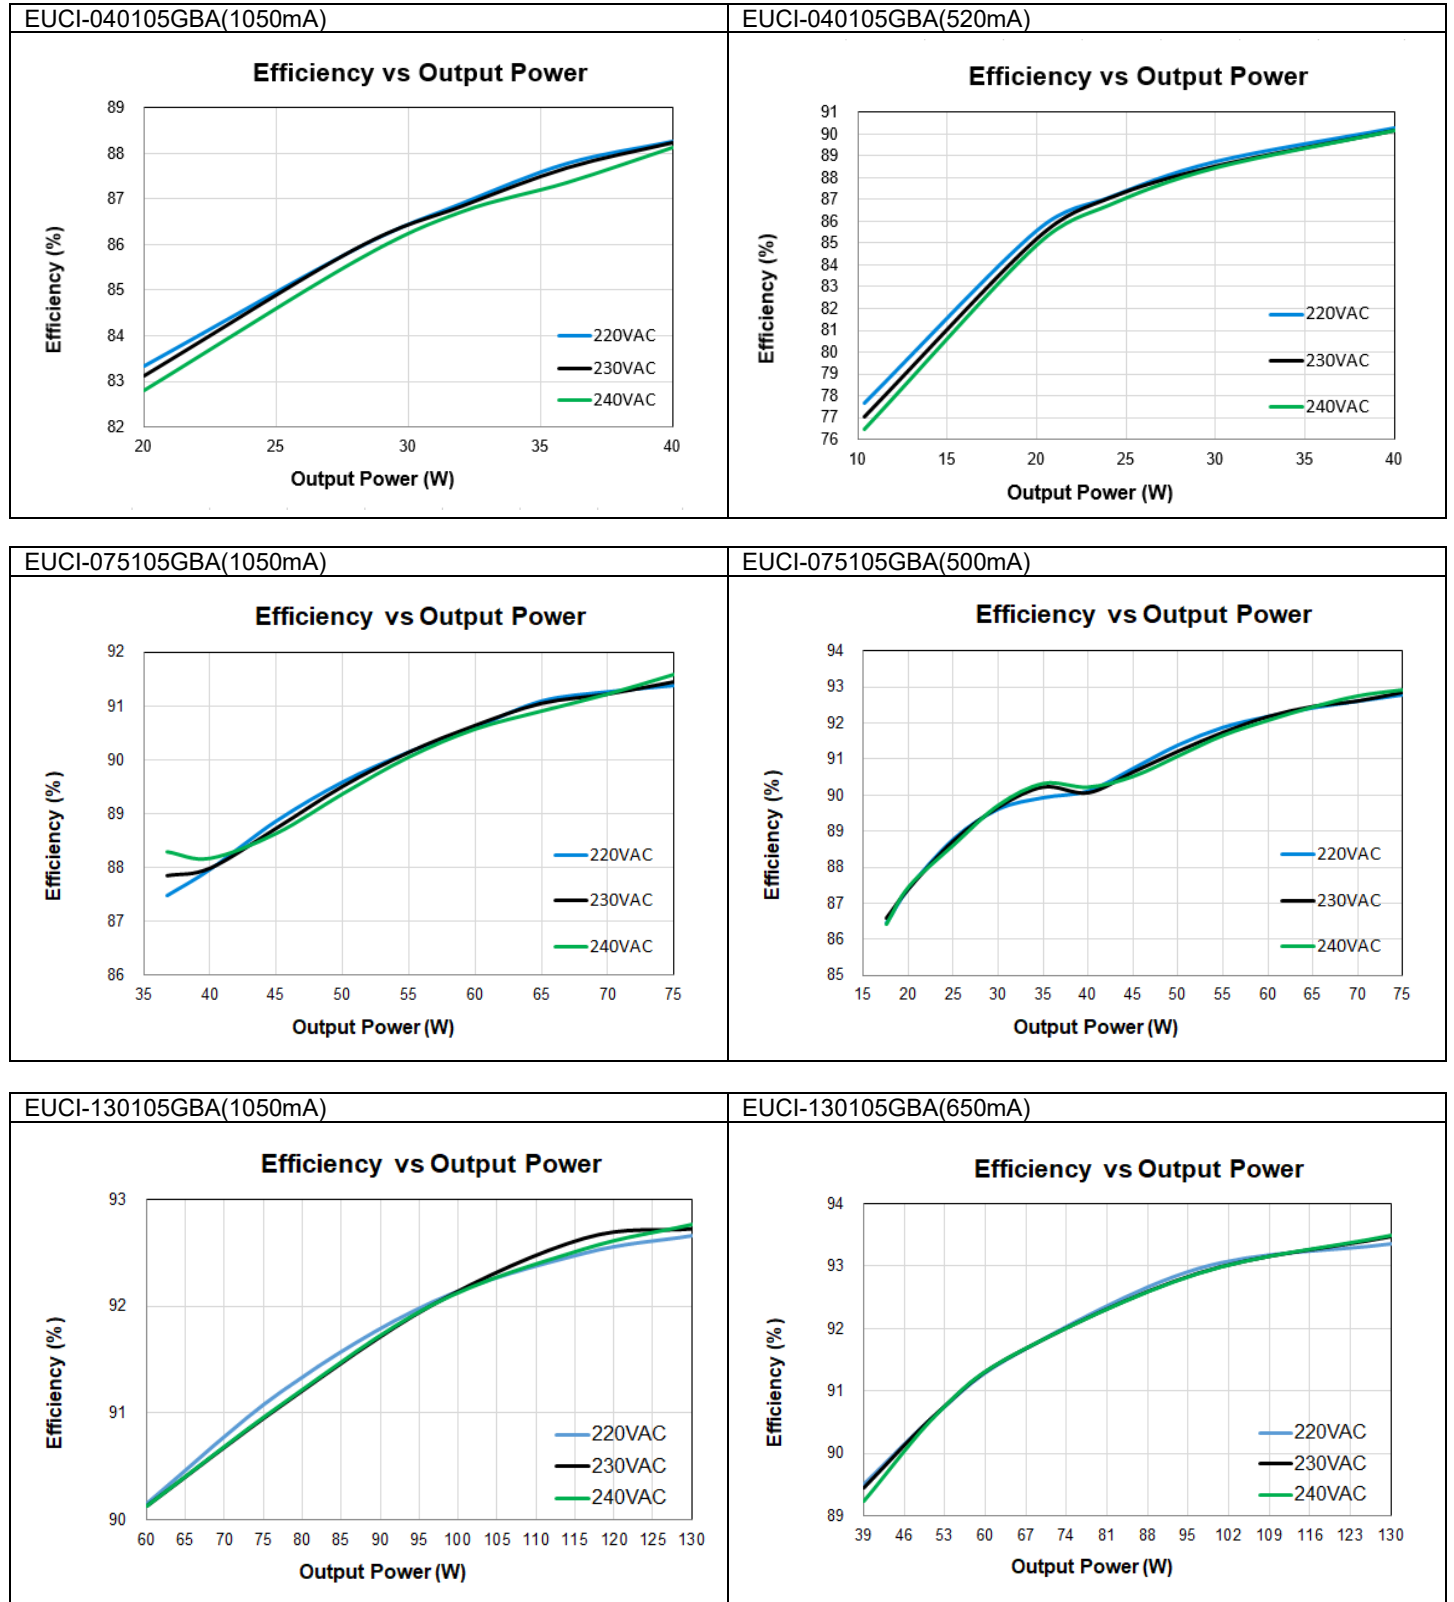 EUCI-040105GBA(1050mA)
EUCI-040105GBA(520mA)
Efficiency vs Output Power
89
88
87
86
85
84
83
82
Efficiency (%)
220VAC
230VAC
240VAC
20 25 30 35 40
Output Power (W)
Efficiency vs Output Power
91
90
89
88
87
86
85
84
83
82
81
80
79
78
77
76
Efficiency (%)
220VAC
230VAC
240VAC
10 15 20 25 30 35 40
Output Power (W)
EUCI-075105GBA(1050mA)
EUCI-075105GBA(500mA)
Efficiency vs Output Power
92
91
90
89
88
87
86
Efficiency (%)
220VAC
230VAC
240VAC
35 40 45 50 55 60 65 70 75
Output Power (W)
Efficiency vs Output Power
94
93
92
91
90
89
88
87
86
85
Efficiency (%)
220VAC
230VAC
240VAC
15 20 25 30 35 40 45 50 55 60 65 70 75
Output Power (W)
EUCI-130105GBA(1050mA)
EUCI-130105GBA(650mA)
Efficiency vs Output Power
93
92
91
90
Efficiency (%)
220VAC
230VAC
240VAC
60 65 70 75 80 85 90 95 100 105 110 115 120 125 130
Output Power (W)
Efficiency vs Output Power
94
93
92
91
90
89
Efficiency (%)
220VAC
230VAC
240VAC
39 46 53 60 67 74 81 88 95 102 109 116 123 130
Output Power (W)